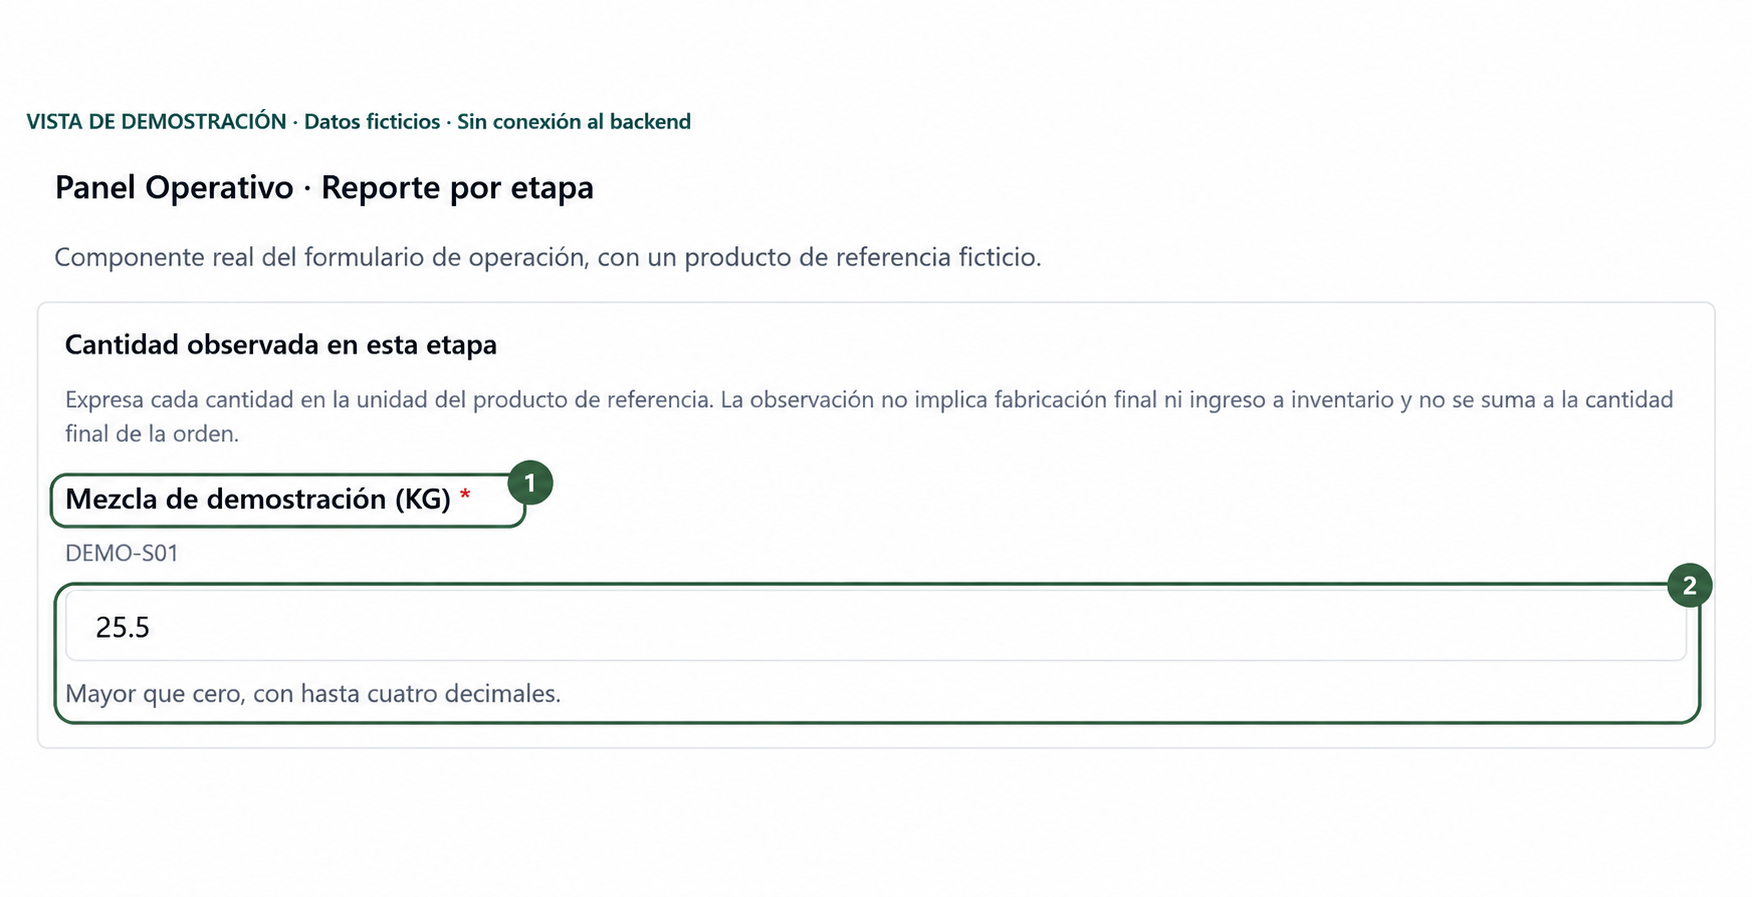 VISTA DE DEMOSTRACIÓN · Datos ficticios · Sin conexión al backend
Panel Operativo · Reporte por etapa
Componente real del formulario de operación, con un producto de referencia ficticio.
Cantidad observada en esta etapa
Expresa cada cantidad en la unidad del producto de referencia. La observación no implica fabricación final ni ingreso a inventario y no se suma a la cantidad
final de la orden.
Mezcla de demostración (KG) * 1
DEMO-S01
2
25.5
Mayor que cero, con hasta cuatro decimales.